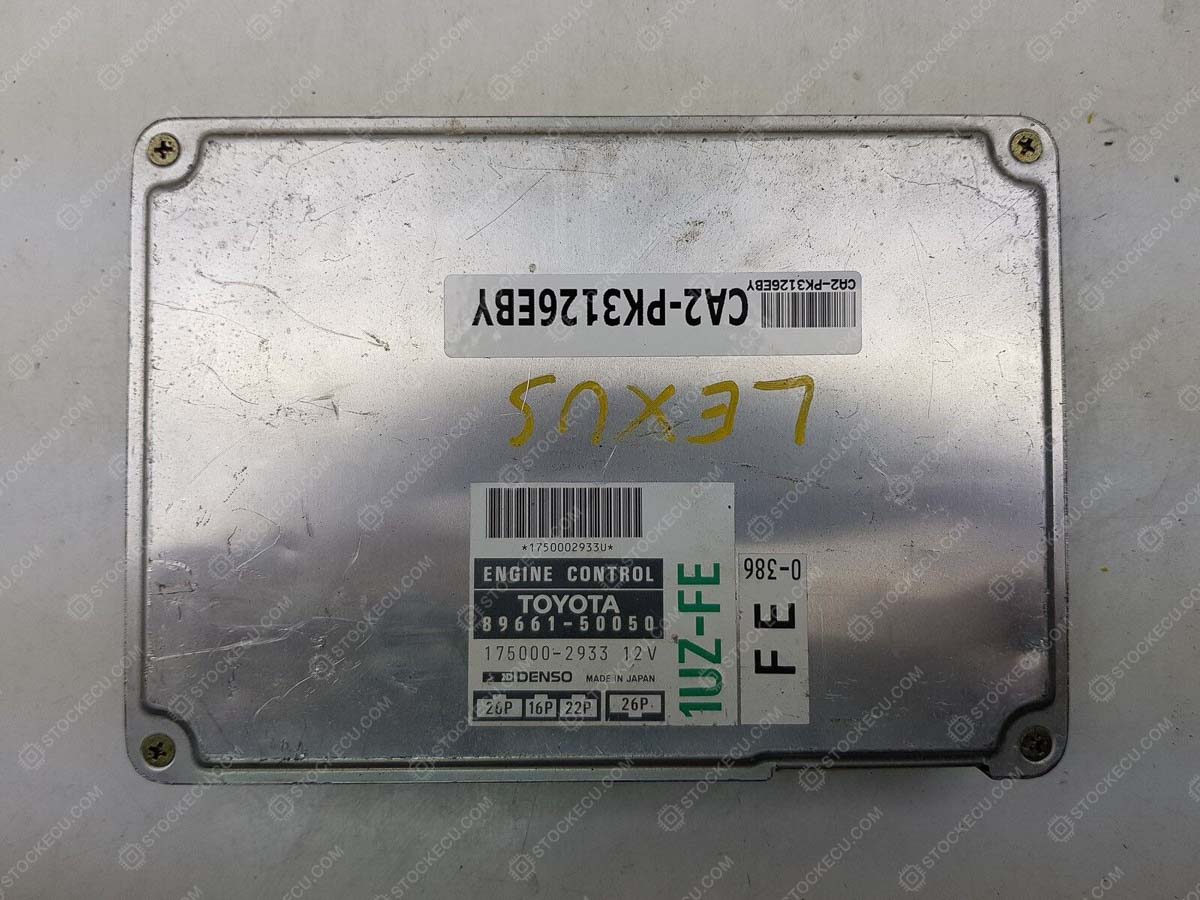 CA2-PK3126EBY
CA2-PK3126EBY
LEXUS
*1750002933U*
ENGINE CONTROL
TOYOTA
89661-50050
175000-2933 12V
DENSO MADE IN JAPAN
26P 16P 22P 26P
1UZ-FE
0-386
FE
STOCKECU.COM